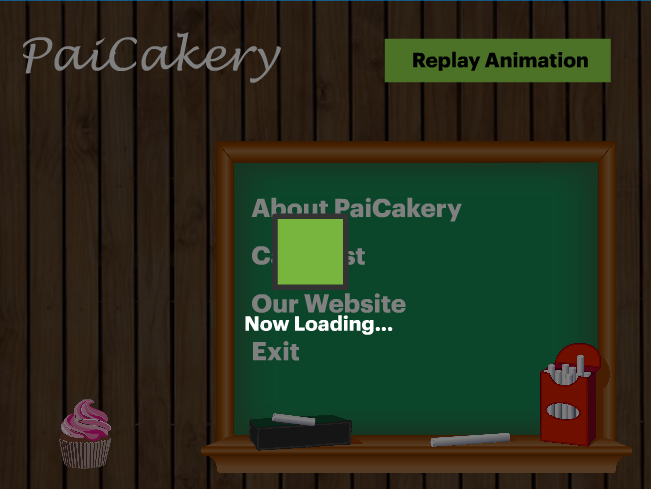 PaiCakery
Replay Animation
About PaiCakery
Our Website
Now Loading...
Exit